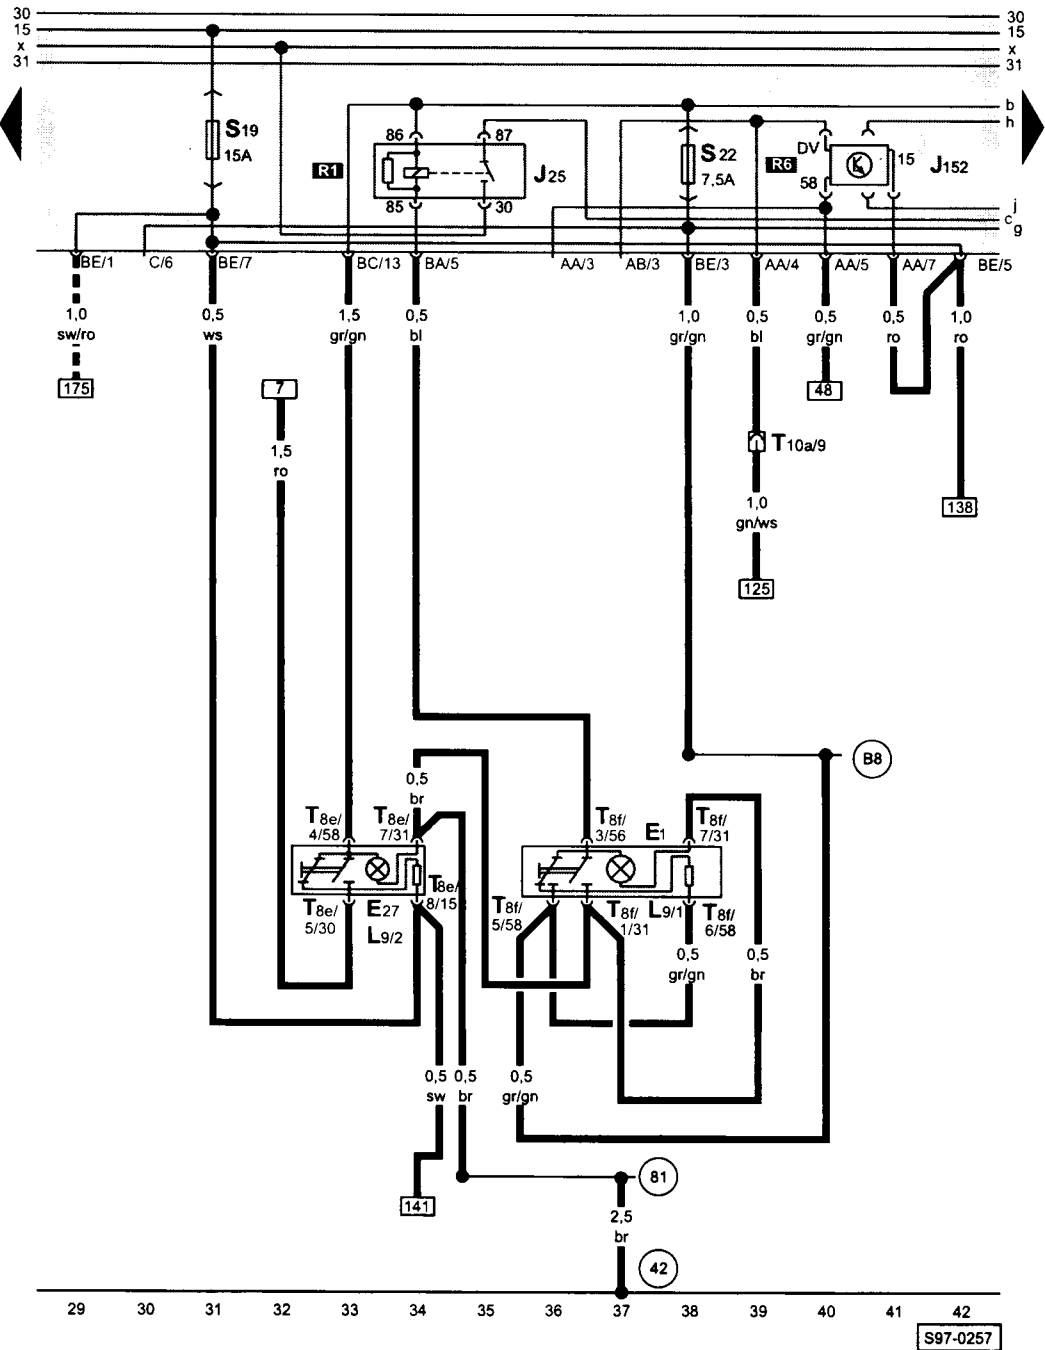 30 30
15 15
x x
31 31
b
86 87 h
S19 S22 DV
15A R1 J25 7,5A R6 15 J152
58
85 30 j
c
g
BE/1 C/6 BE/7 BC/13 BA/5 AA/3 AB/3 BE/3 AA/4 AA/5 AA/7 BE/5
1,0 0,5 1,5 0,5 1,0 0,5 0,5 0,5 1,0
sw/ro ws gr/gn bl gr/gn bl gr/gn ro ro
175 7 48
1,5 T10a/9
ro
1,0 138
gn/ws
125
B8
0,5
br
T8e/ T8e/ T8f/ E1 T8f/
4/58 7/31 3/56 7/31
T8e/
8/15
T8e/ E27 T8f/ T8f/ L9/1 T8f/
5/30 L9/2 5/58 1/31 6/58
0,5 0,5
gr/gn br
0,5 0,5 0,5
sw br gr/gn
141 81
2,5
br
42
29 30 31 32 33 34 35 36 37 38 39 40 41 42
S97-0257